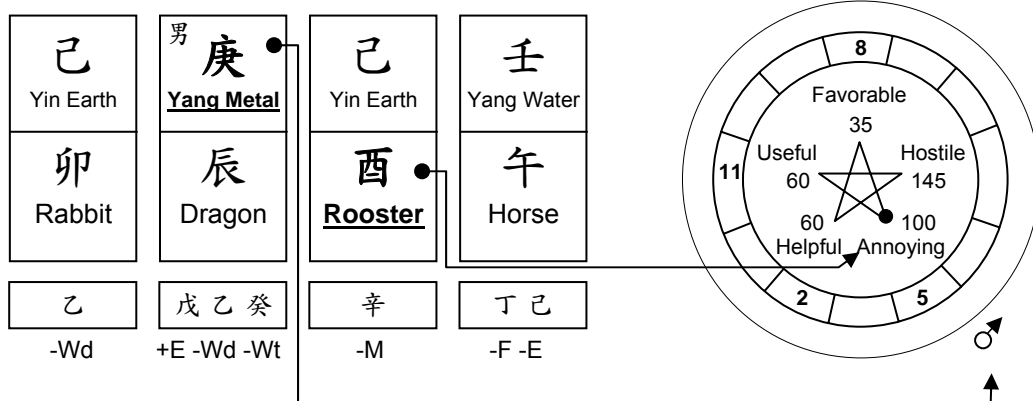 己 男 庚 己 壬
Yin Earth Yang Metal Yin Earth Yang Water
卯 辰 酉 午
Rabbit Dragon Rooster Horse
乙 戊 乙 癸 辛 丁 己
-Wd +E -Wd -Wt -M -F -E
8
Favorable
35
Useful Hostile
11 60 145
60 100
Helpful Annoying
2 5
♂